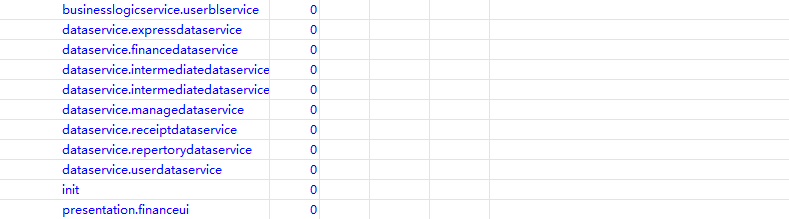 businesslogicservice.userblservice 0
dataservice.expressdataservice 0
dataservice.financedataservice 0
dataservice.intermediatedataservice 0
dataservice.intermediatedataservice 0
dataservice.managedataservice 0
dataservice.receiptdataservice 0
dataservice.repertorydataservice 0
dataservice.userdataservice 0
init 0
presentation.financeui 0